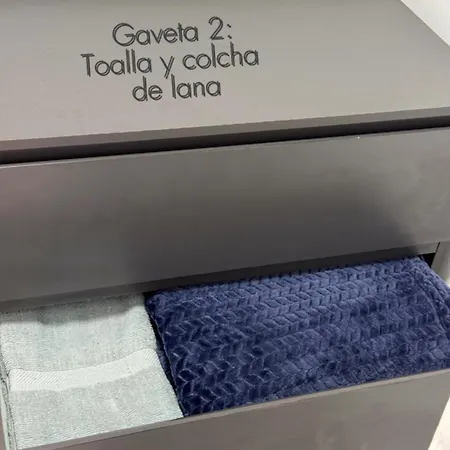 Gaveta 2:
Toalla y colcha
de lana